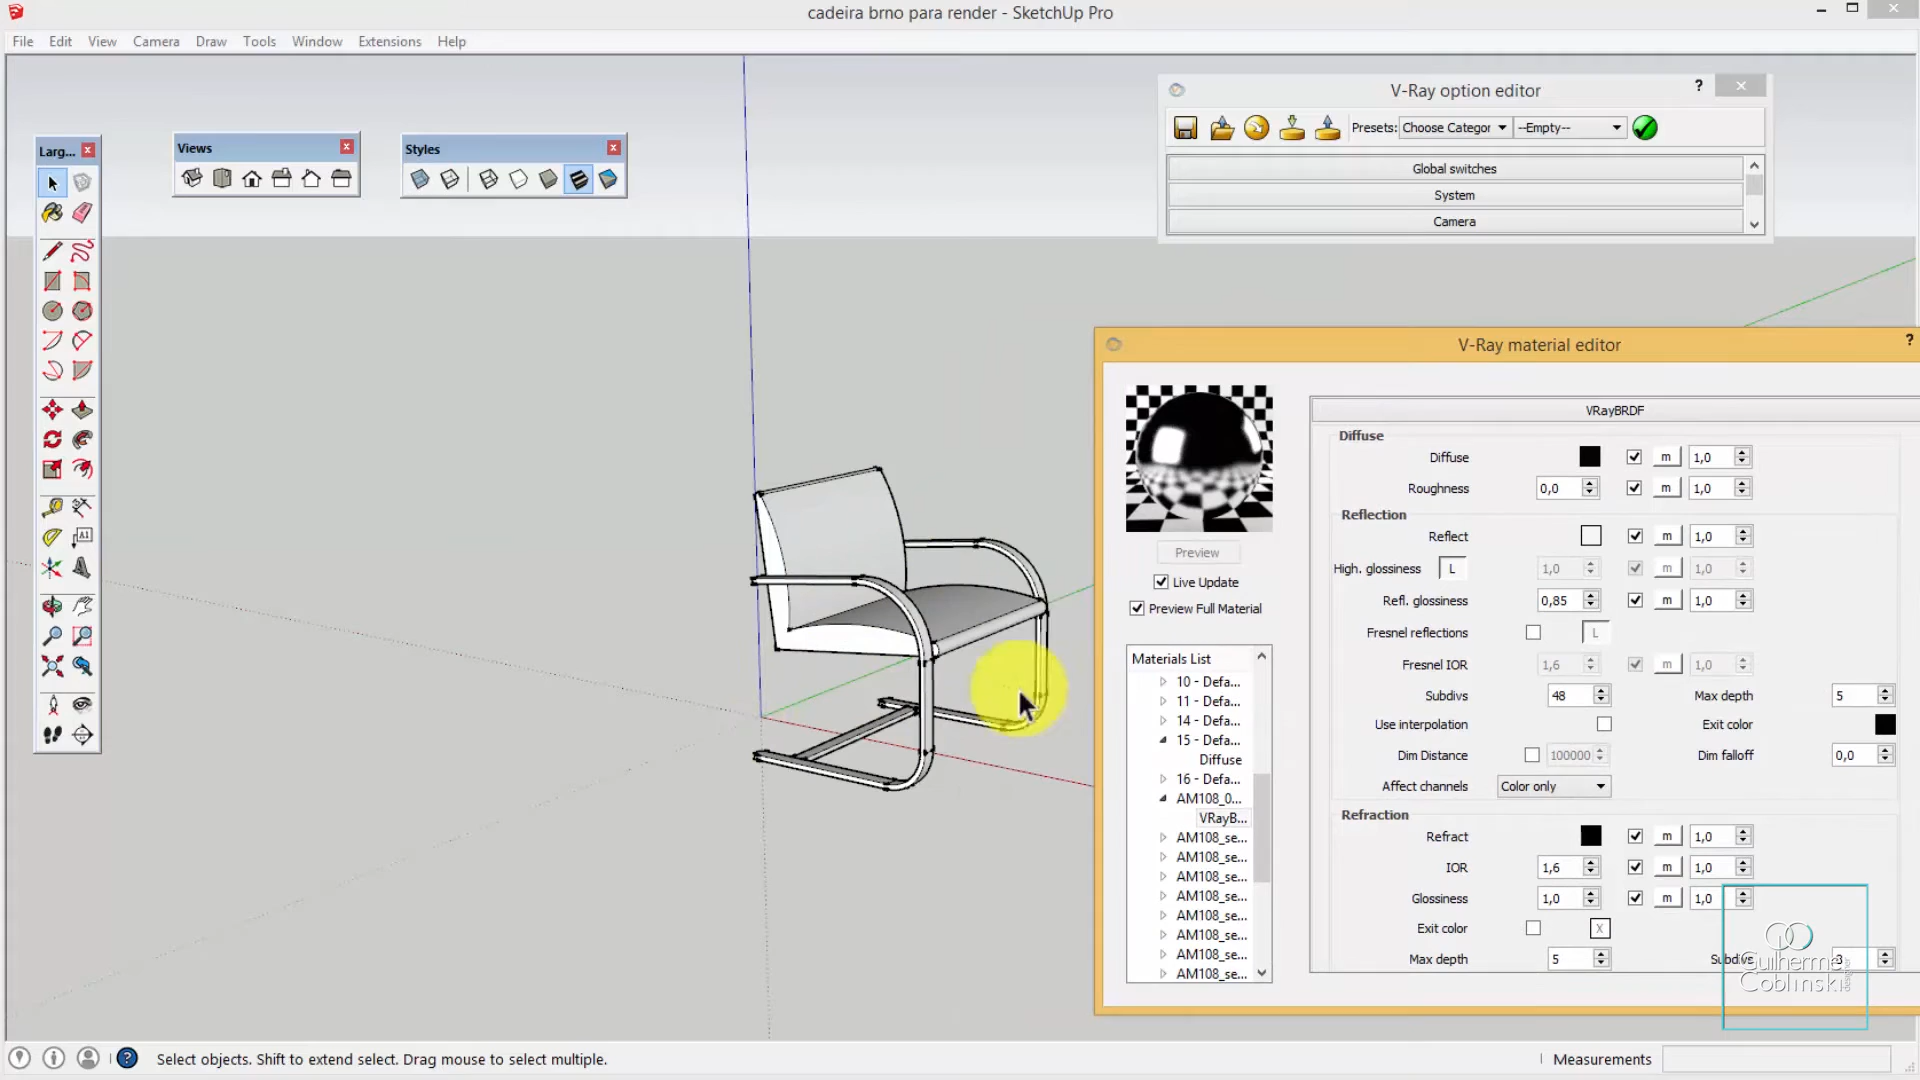 cadeira brno para render - SketchUp Pro
File Edit View Camera Draw Tools Window Extensions Help
V-Ray option editor ?
Presets: Choose Categor --Empty--
Global switches
System
Camera
Larg...
Views
Styles
A1
V-Ray material editor ?
VRayBRDF
Diffuse
Diffuse m 1,0
Roughness 0,0 m 1,0
Reflection
Reflect m 1,0
High. glossiness L 1,0 m 1,0
Refl. glossiness 0,85 m 1,0
Fresnel reflections L
Fresnel IOR 1,6 m 1,0
Subdivs 48 Max depth 5
Use interpolation Exit color
Dim Distance 100000 Dim falloff 0,0
Affect channels Color only
Refraction
Refract m 1,0
IOR 1,6 m 1,0
Glossiness 1,0 m 1,0
Exit color X
Max depth 5 Subdivs 8
Preview
Live Update
Preview Full Material
Materials List
10 - Defa...
11 - Defa...
14 - Defa...
15 - Defa...
Diffuse
16 - Defa...
AM108_0...
VRayB...
AM108_se...
AM108_se...
AM108_se...
AM108_se...
AM108_se...
AM108_se...
AM108_se...
AM108_se...
Guilherme
Coblinski
designer
? Select objects. Shift to extend select. Drag mouse to select multiple.
Measurements